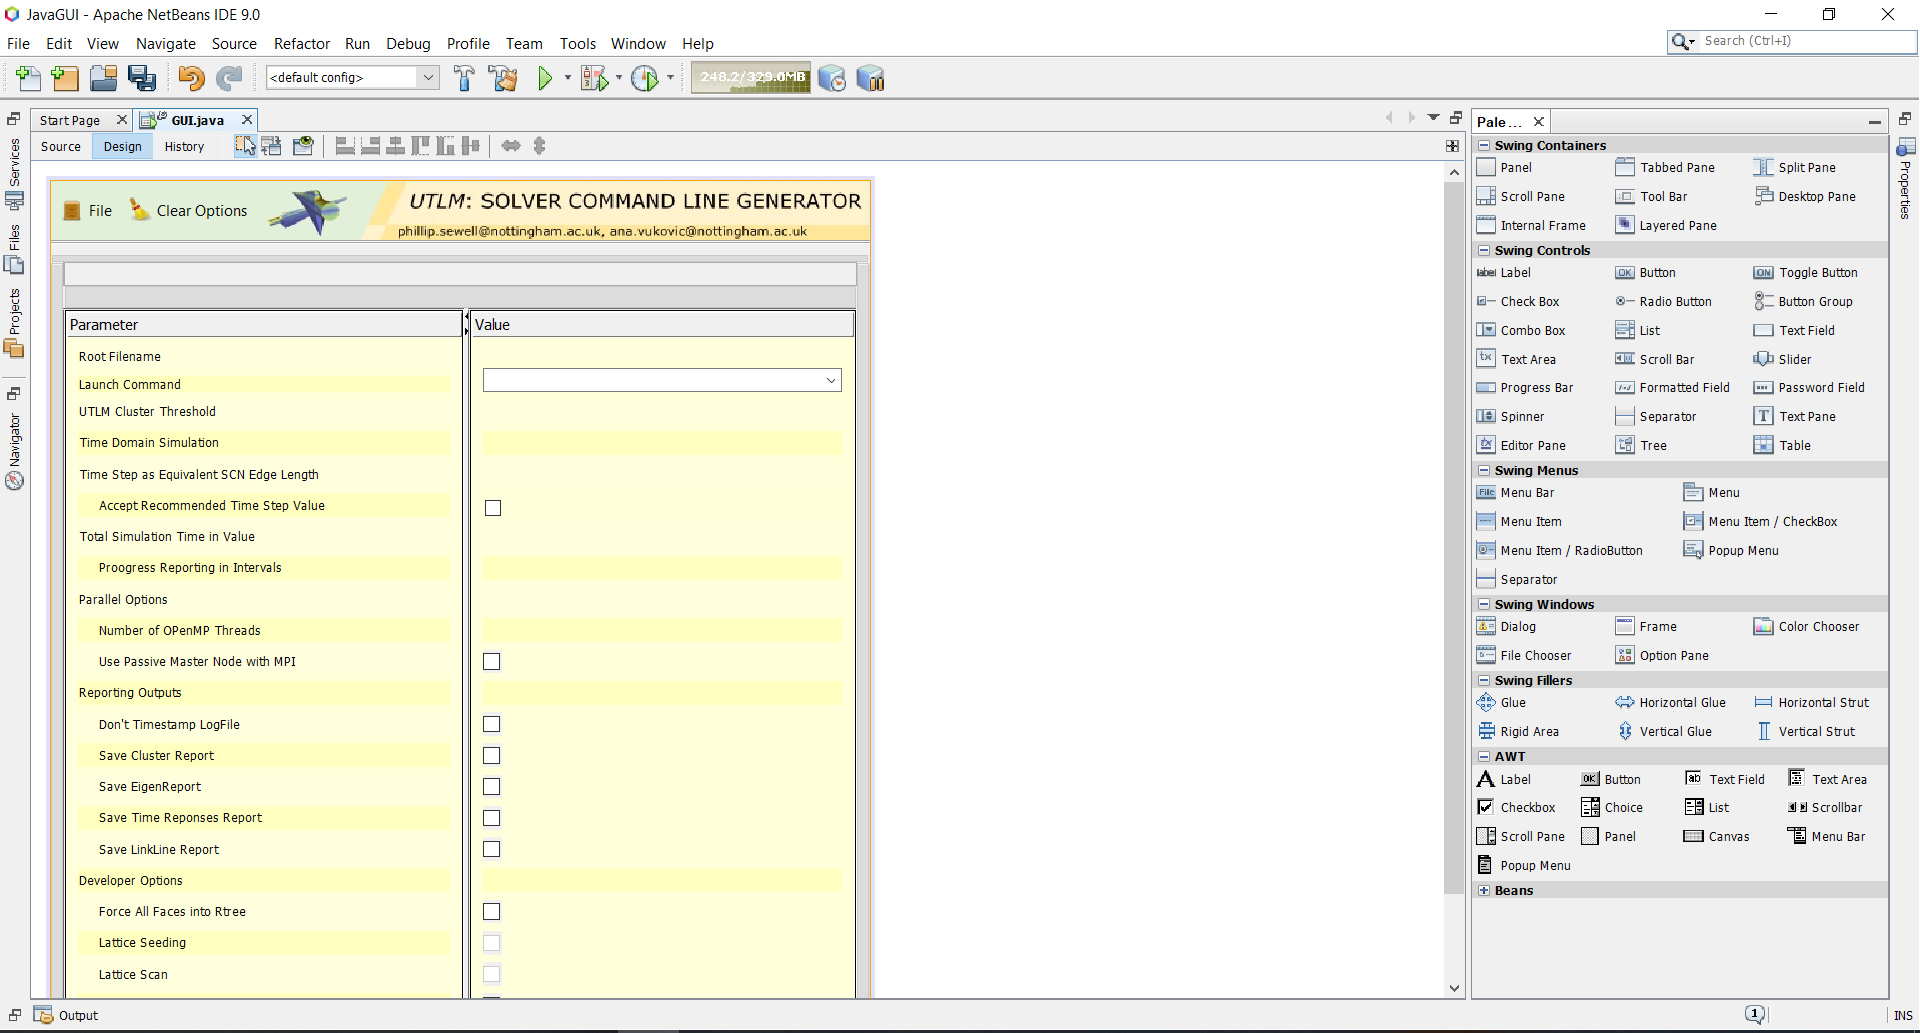 JavaGUI - Apache NetBeans IDE 9.0
File Edit View Navigate Source Refactor Run Debug Profile Team Tools Window Help
Search (Ctrl+I)
<default config>
248.2/329.0MB
Start Page
GUI.java
Source Design History
Services
Files
Projects
Navigator
File Clear Options
UTLM: SOLVER COMMAND LINE GENERATOR
phillip.sewell@nottingham.ac.uk, ana.vukovic@nottingham.ac.uk
Parameter Value
Root Filename
Launch Command
UTLM Cluster Threshold
Time Domain Simulation
Time Step as Equivalent SCN Edge Length
Accept Recommended Time Step Value
Total Simulation Time in Value
Proogress Reporting in Intervals
Parallel Options
Number of OPenMP Threads
Use Passive Master Node with MPI
Reporting Outputs
Don't Timestamp LogFile
Save Cluster Report
Save EigenReport
Save Time Reponses Report
Save LinkLine Report
Developer Options
Force All Faces into Rtree
Lattice Seeding
Lattice Scan
Pale...
Properties
Swing Containers
Panel Tabbed Pane Split Pane
Scroll Pane Tool Bar Desktop Pane
Internal Frame Layered Pane
Swing Controls
label Label OK Button ON Toggle Button
Check Box Radio Button Button Group
Combo Box List Text Field
tx Text Area Scroll Bar Slider
Progress Bar Formatted Field Password Field
Spinner Separator T Text Pane
Editor Pane Tree Table
Swing Menus
File Menu Bar Menu
Menu Item Menu Item / CheckBox
Menu Item / RadioButton Popup Menu
Separator
Swing Windows
Dialog Frame Color Chooser
File Chooser Option Pane
Swing Fillers
Glue Horizontal Glue Horizontal Strut
Rigid Area Vertical Glue Vertical Strut
AWT
A Label OK Button ab Text Field Text Area
Checkbox Choice List Scrollbar
Scroll Pane Panel Canvas Menu Bar
Popup Menu
Beans
Output
1
INS